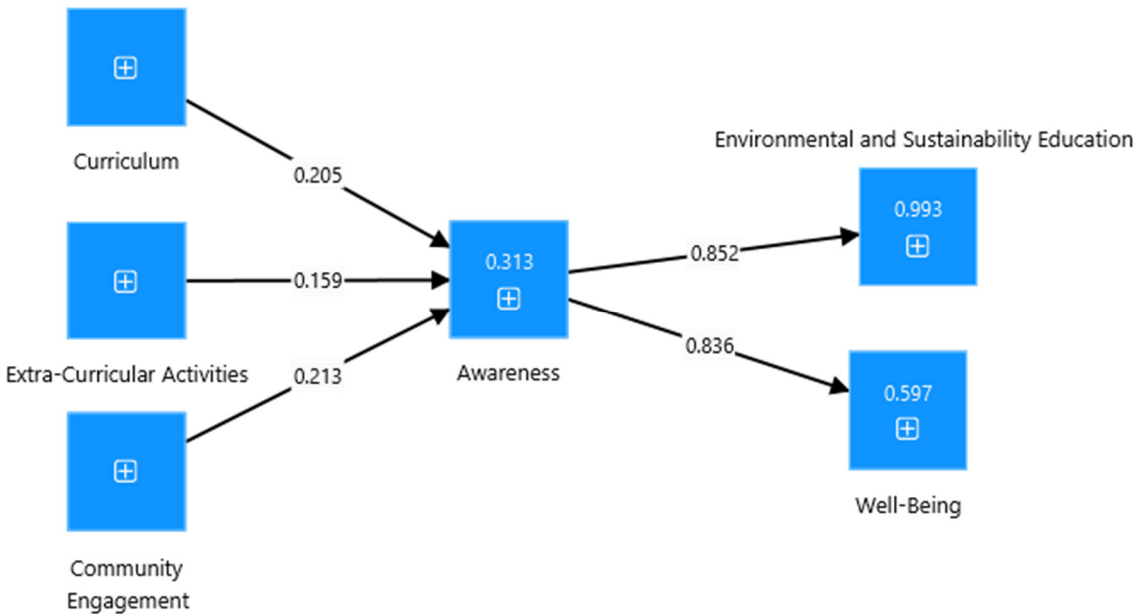 Curriculum
0.205
Extra-Curricular Activities
0.159
Community
Engagement
0.213
0.313
Awareness
0.852
0.836
Environmental and Sustainability Education
0.993
0.597
Well-Being